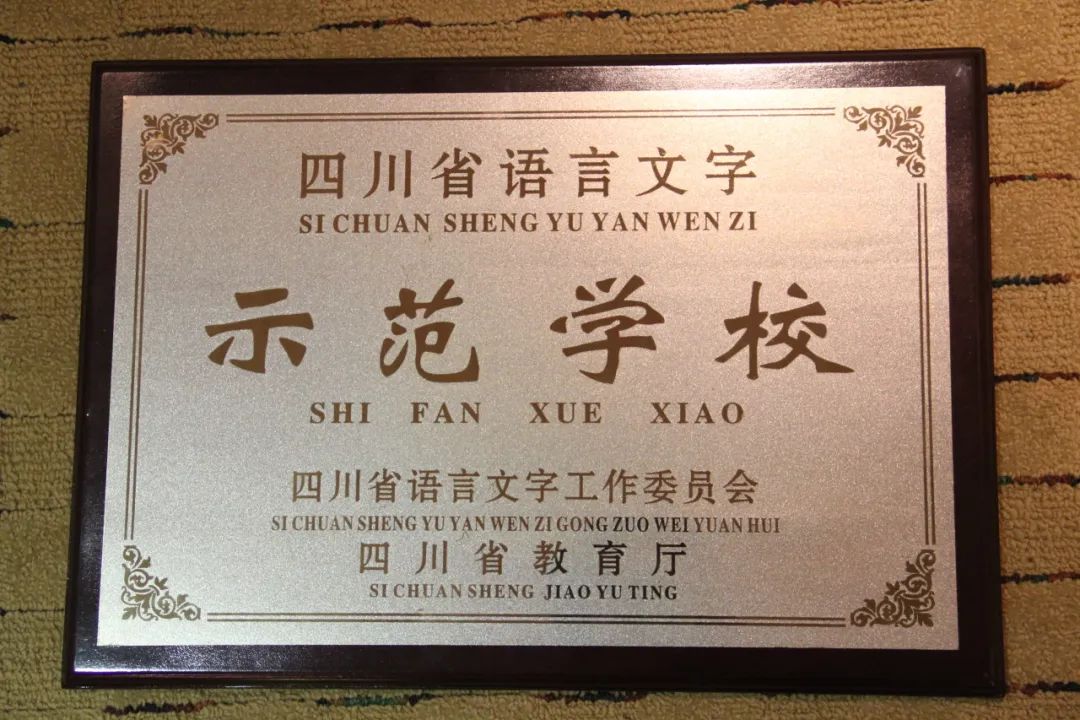 四川省语言文字
SI CHUAN SHENG YU YAN WEN ZI
示范学校
SHI FAN XUE XIAO
四川省语言文字工作委员会
SI CHUAN SHENG YU YAN WEN ZI GONG ZUO WEI YUAN HUI
四川省教育厅
SI CHUAN SHENG JIAO YU TING